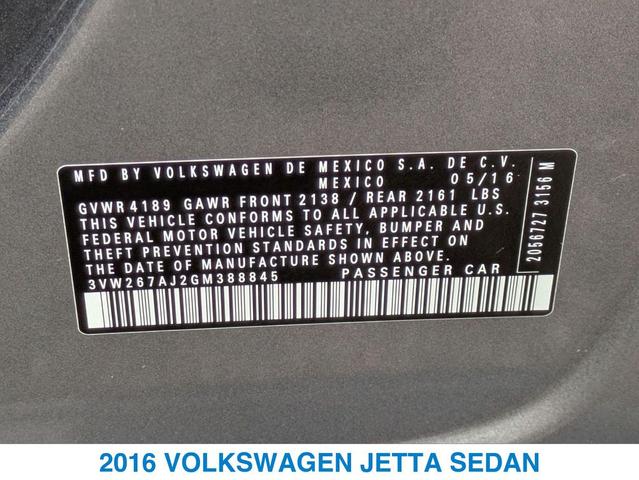 MFD BY VOLKSWAGEN DE MEXICO S.A. DE C.V.
MEXICO 05/16
GVWR 4189 GAWR FRONT 2138 / REAR 2161 LBS
THIS VEHICLE CONFORMS TO ALL APPLICABLE U.S.
FEDERAL MOTOR VEHICLE SAFETY, BUMPER AND
THEFT PREVENTION STANDARDS IN EFFECT ON
THE DATE OF MANUFACTURE SHOWN ABOVE.
3VW267AJ2GM388845 PASSENGER CAR
2056727 3156 M
2016 VOLKSWAGEN JETTA SEDAN